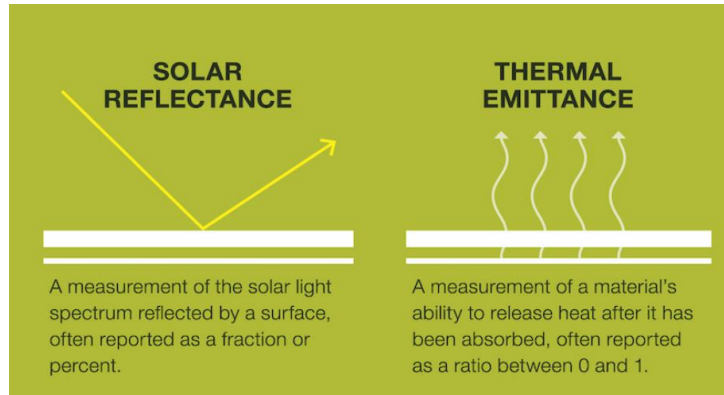 SOLAR
REFLECTANCE
A measurement of the solar light
spectrum reflected by a surface,
often reported as a fraction or
percent.
THERMAL
EMITTANCE
A measurement of a material's
ability to release heat after it has
been absorbed, often reported
as a ratio between 0 and 1.